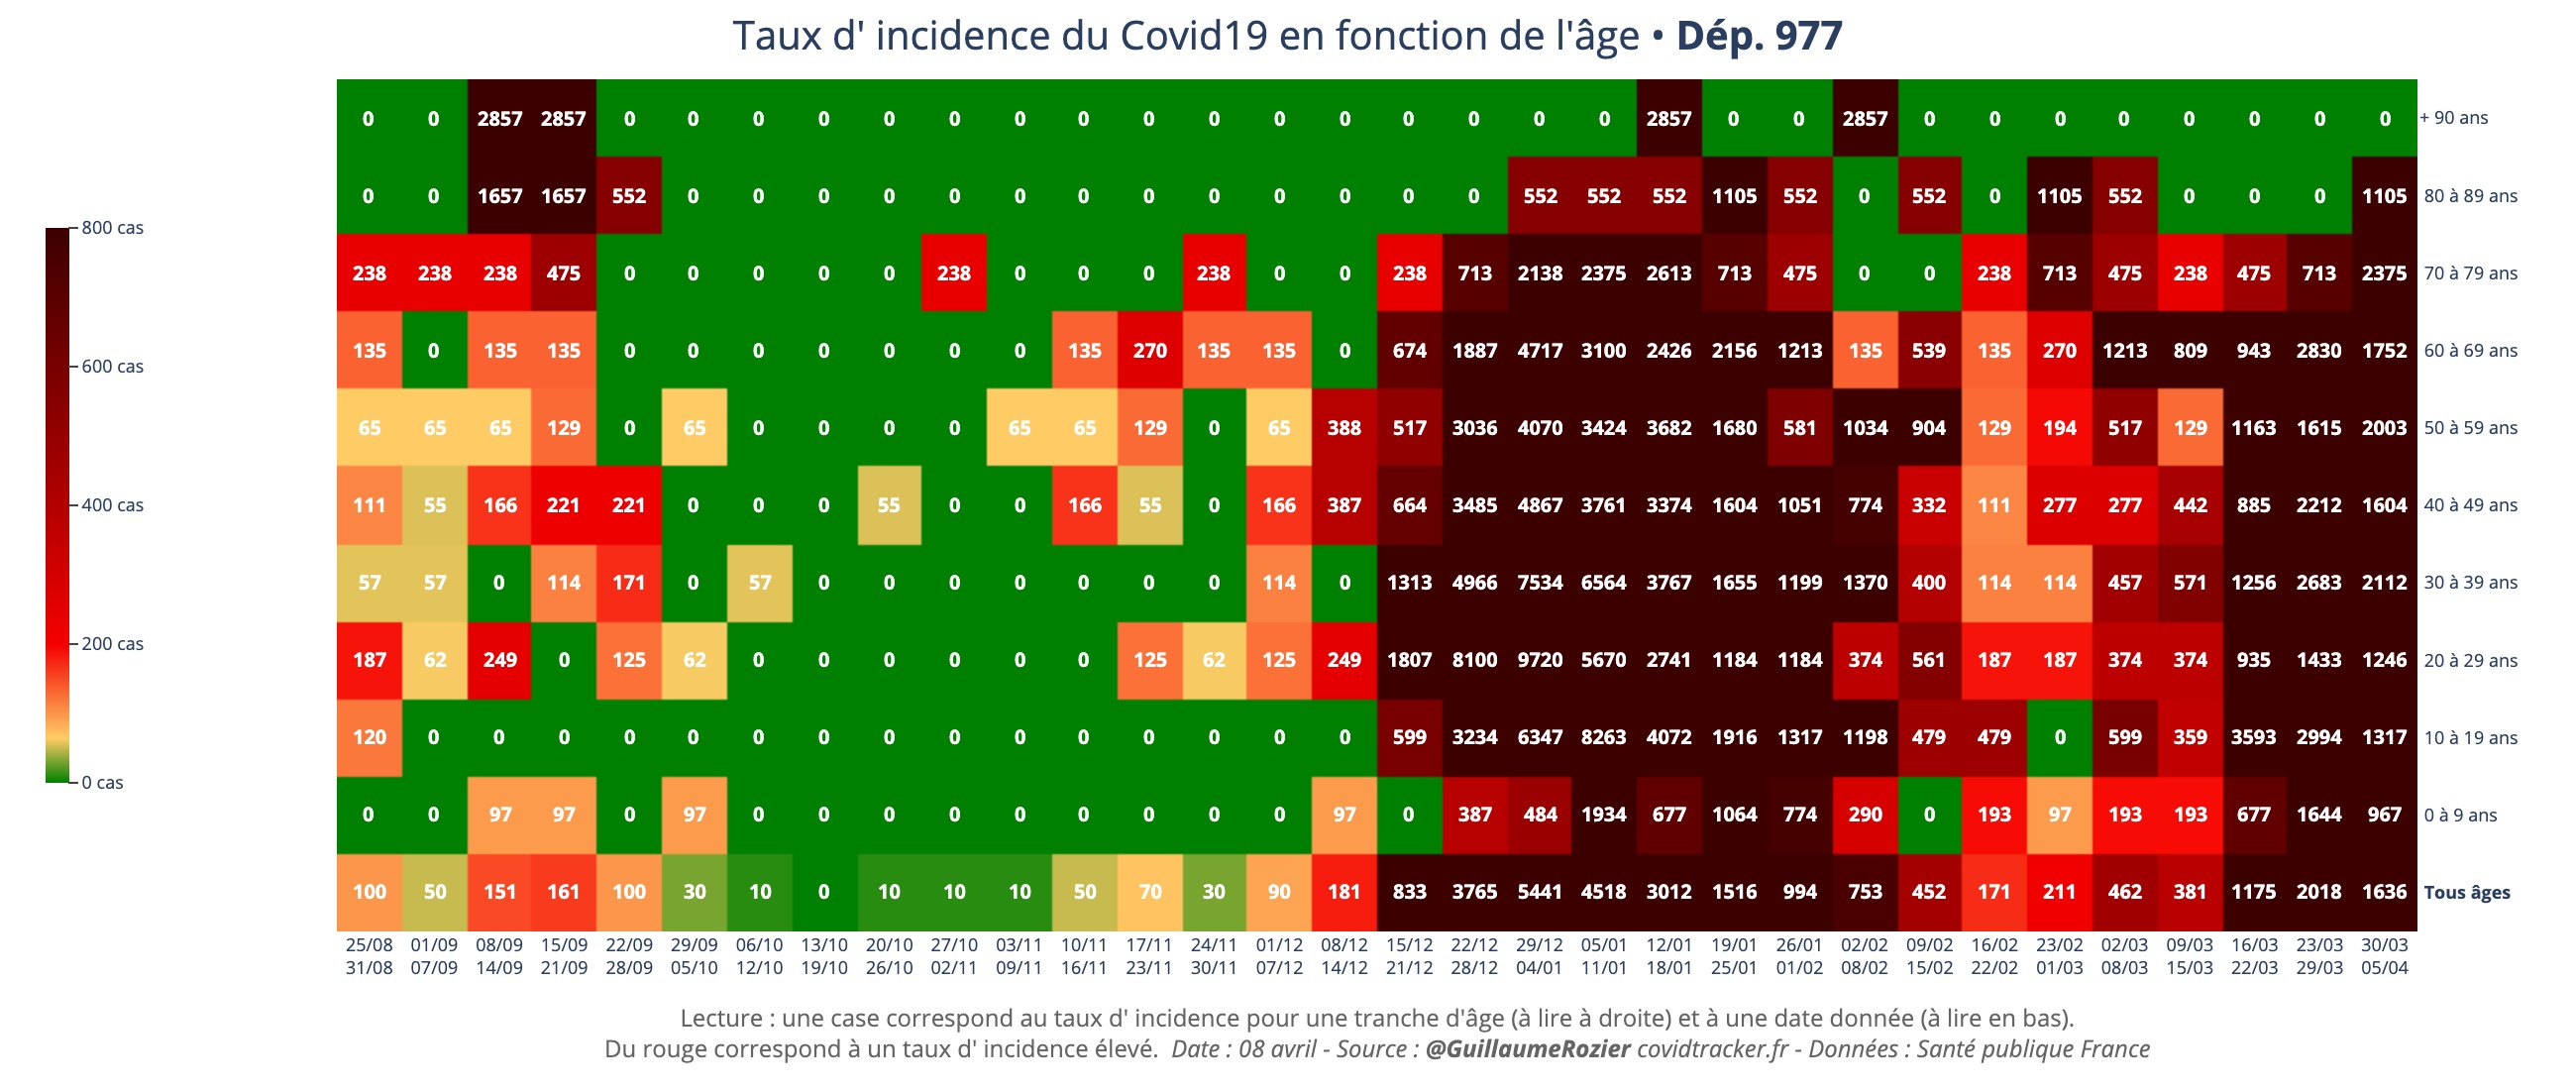 Taux d' incidence du Covid19 en fonction de l'âge • Dép. 977
0 0 2857 2857 0 0 0 0 0 0 0 0 0 0 0 0 0 0 0 0 2857 0 0 2857 0 0 0 0 0 0 0 0 + 90 ans
0 0 1657 1657 552 0 0 0 0 0 0 0 0 0 0 0 0 0 552 552 552 1105 552 0 552 0 1105 552 0 0 0 1105 80 à 89 ans
800 cas
238 238 238 475 0 0 0 0 0 238 0 0 0 238 0 0 238 713 2138 2375 2613 713 475 0 0 238 713 475 238 475 713 2375 70 à 79 ans
135 0 135 135 0 0 0 0 0 0 0 135 270 135 135 0 674 1887 4717 3100 2426 2156 1213 135 539 135 270 1213 809 943 2830 1752 60 à 69 ans
600 cas
65 65 65 129 0 65 0 0 0 0 65 65 129 0 65 388 517 3036 4070 3424 3682 1680 581 1034 904 129 194 517 129 1163 1615 2003 50 à 59 ans
400 cas
111 55 166 221 221 0 0 0 55 0 0 166 55 0 166 387 664 3485 4867 3761 3374 1604 1051 774 332 111 277 277 442 885 2212 1604 40 à 49 ans
57 57 0 114 171 0 57 0 0 0 0 0 0 0 114 0 1313 4966 7534 6564 3767 1655 1199 1370 400 114 114 457 571 1256 2683 2112 30 à 39 ans
200 cas
187 62 249 0 125 62 0 0 0 0 0 0 125 62 125 249 1807 8100 9720 5670 2741 1184 1184 374 561 187 187 374 374 935 1433 1246 20 à 29 ans
120 0 0 0 0 0 0 0 0 0 0 0 0 0 0 0 599 3234 6347 8263 4072 1916 1317 1198 479 479 0 599 359 3593 2994 1317 10 à 19 ans
0 cas
0 0 97 97 0 97 0 0 0 0 0 0 0 0 0 97 0 387 484 1934 677 1064 774 290 0 193 97 193 193 677 1644 967 0 à 9 ans
100 50 151 161 100 30 10 0 10 10 10 50 70 30 90 181 833 3765 5441 4518 3012 1516 994 753 452 171 211 462 381 1175 2018 1636 Tous âges
25/08 01/09 08/09 15/09 22/09 29/09 06/10 13/10 20/10 27/10 03/11 10/11 17/11 24/11 01/12 08/12 15/12 22/12 29/12 05/01 12/01 19/01 26/01 02/02 09/02 16/02 23/02 02/03 09/03 16/03 23/03 30/03
31/08 07/09 14/09 21/09 28/09 05/10 12/10 19/10 26/10 02/11 09/11 16/11 23/11 30/11 07/12 14/12 21/12 28/12 04/01 11/01 18/01 25/01 01/02 08/02 15/02 22/02 01/03 08/03 15/03 22/03 29/03 05/04
Lecture : une case correspond au taux d' incidence pour une tranche d'âge (à lire à droite) et à une date donnée (à lire en bas).
Du rouge correspond à un taux d' incidence élevé. Date : 08 avril - Source : @GuillaumeRozier covidtracker.fr - Données : Santé publique France